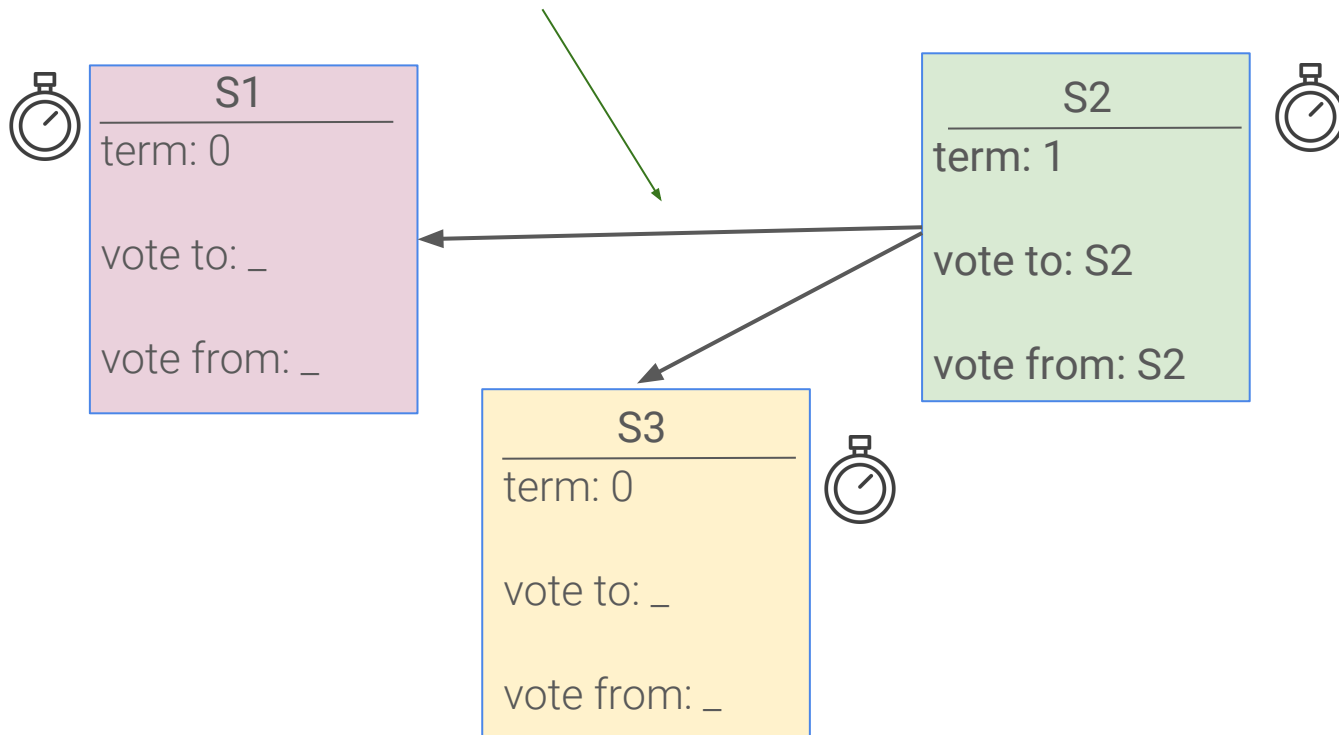 S1
term: 0
vote to: _
vote from: _
S2
term: 1
vote to: S2
vote from: S2
S3
term: 0
vote to: _
vote from: _